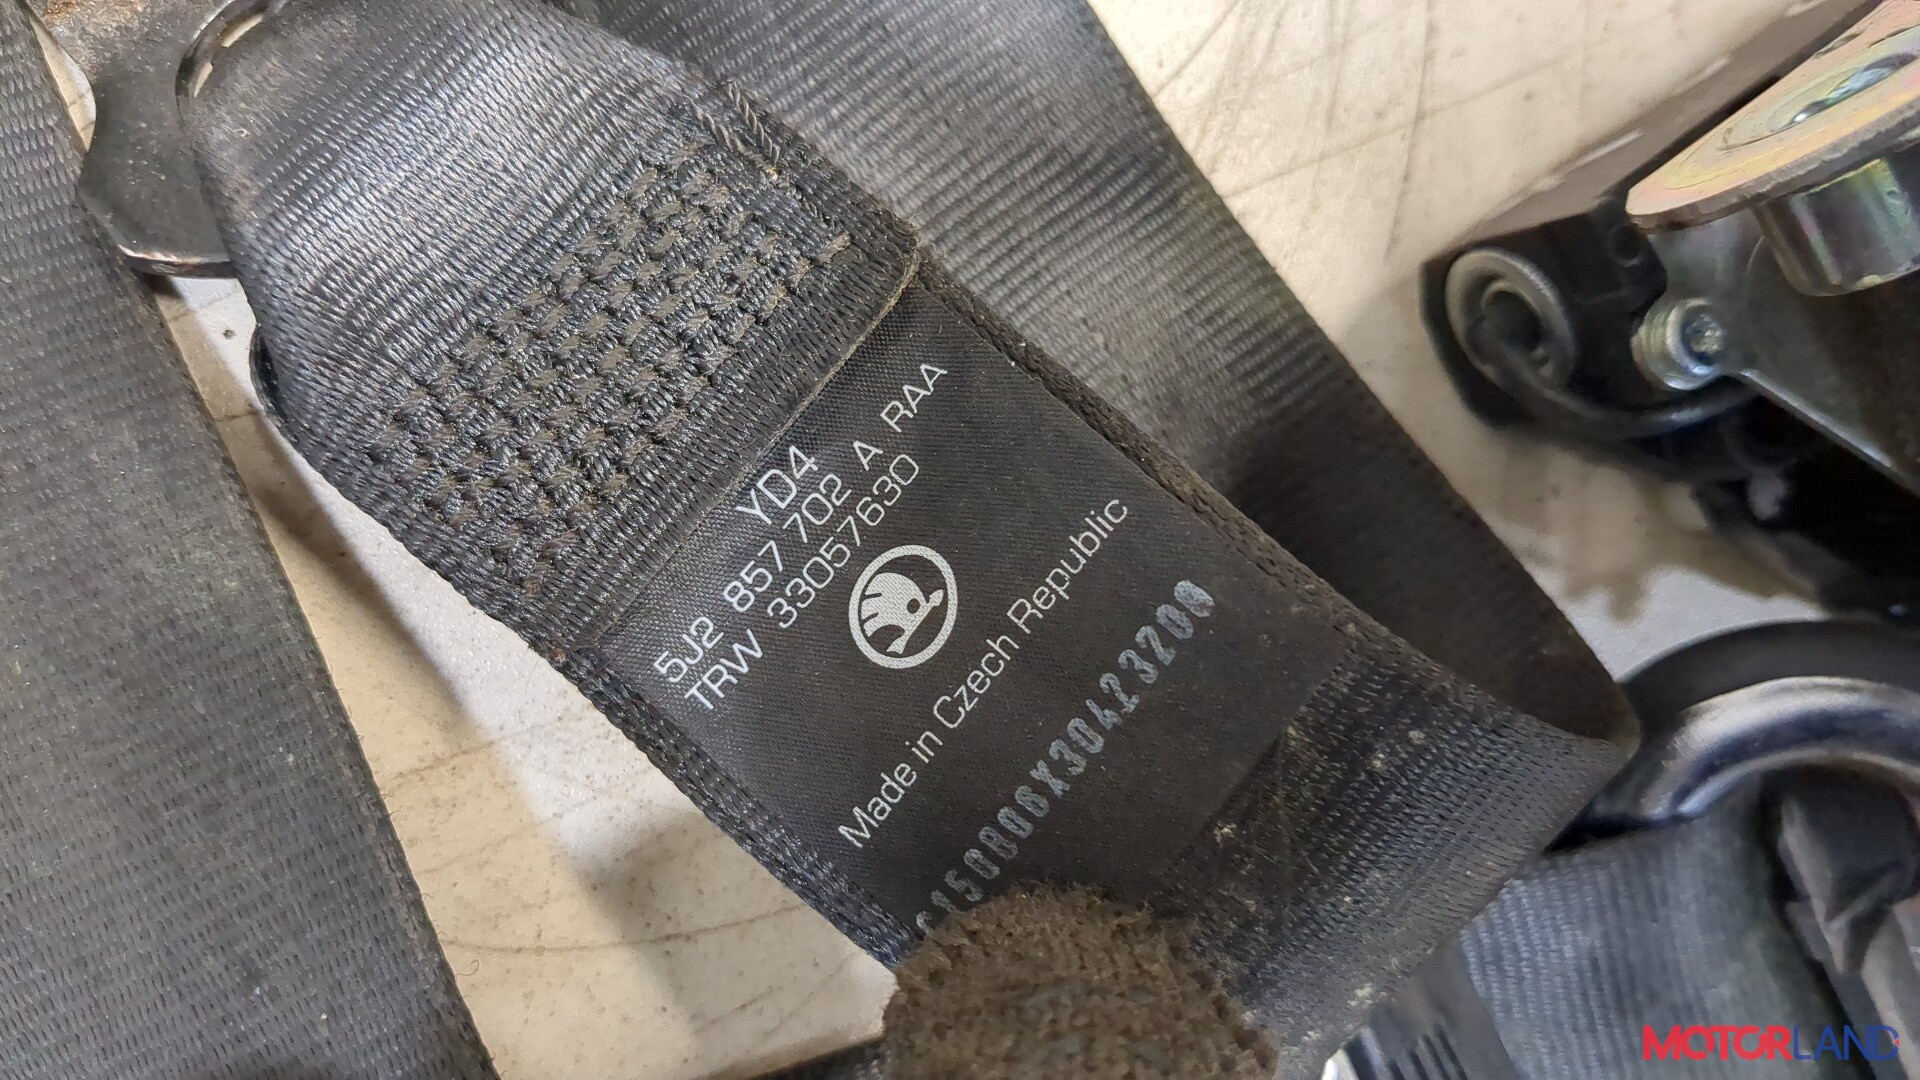 YD4
5J2 857 702 A RAA
TRW 33057630
Made in Czech Republic
MOTORLAND